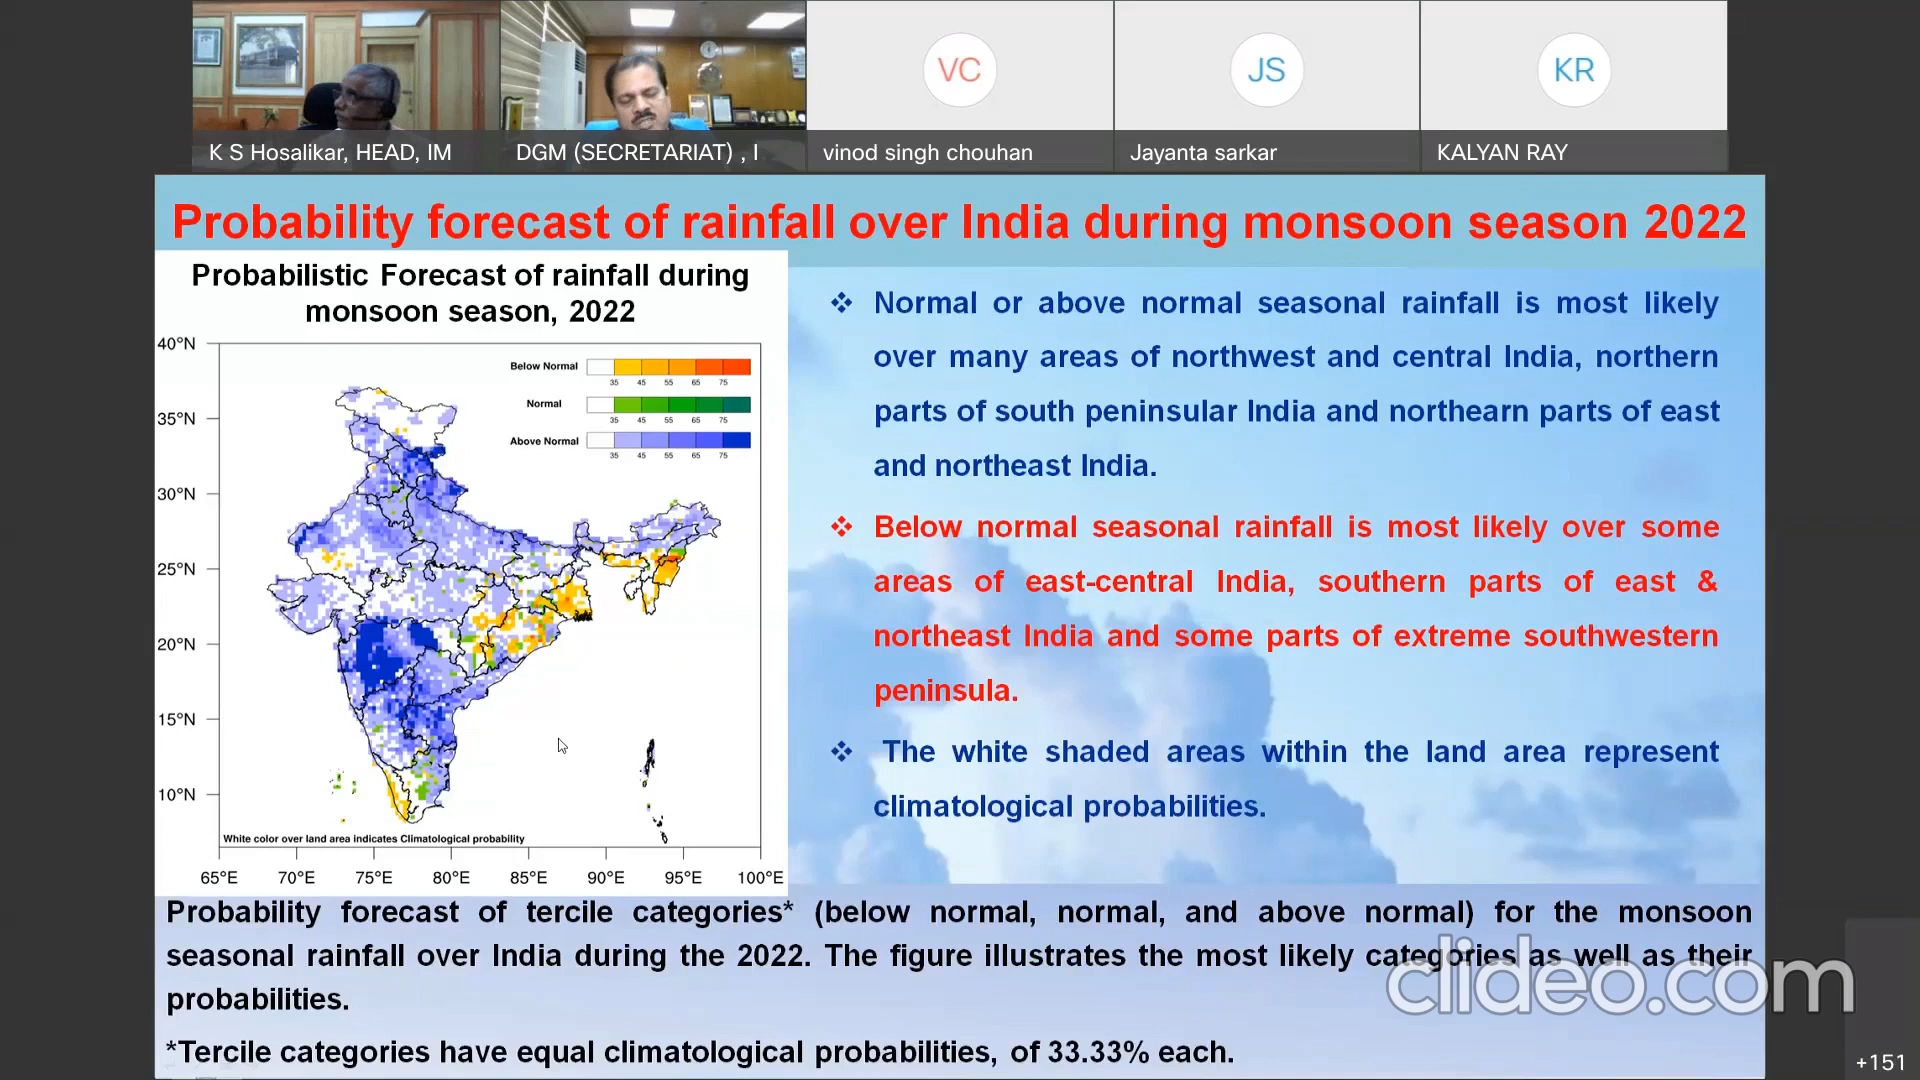 VC
JS
KR
K S Hosalikar, HEAD, IM
DGM (SECRETARIAT) , I
vinod singh chouhan
Jayanta sarkar
KALYAN RAY
Probability forecast of rainfall over India during monsoon season 2022
Probabilistic Forecast of rainfall during
monsoon season, 2022
40°N
35°N
30°N
25°N
20°N
15°N
10°N
Below Normal
35 45 55 65 75
Normal
35 45 55 65 75
Above Normal
35 45 55 65 75
White color over land area indicates Climatological probability
65°E 70°E 75°E 80°E 85°E 90°E 95°E 100°E
Normal or above normal seasonal rainfall is most likely
over many areas of northwest and central India, northern
parts of south peninsular India and northearn parts of east
and northeast India.
Below normal seasonal rainfall is most likely over some
areas of east-central India, southern parts of east &
northeast India and some parts of extreme southwestern
peninsula.
The white shaded areas within the land area represent
climatological probabilities.
Probability forecast of tercile categories* (below normal, normal, and above normal) for the monsoon
seasonal rainfall over India during the 2022. The figure illustrates the most likely categories as well as their
probabilities.
*Tercile categories have equal climatological probabilities, of 33.33% each.
clideo.com
+151